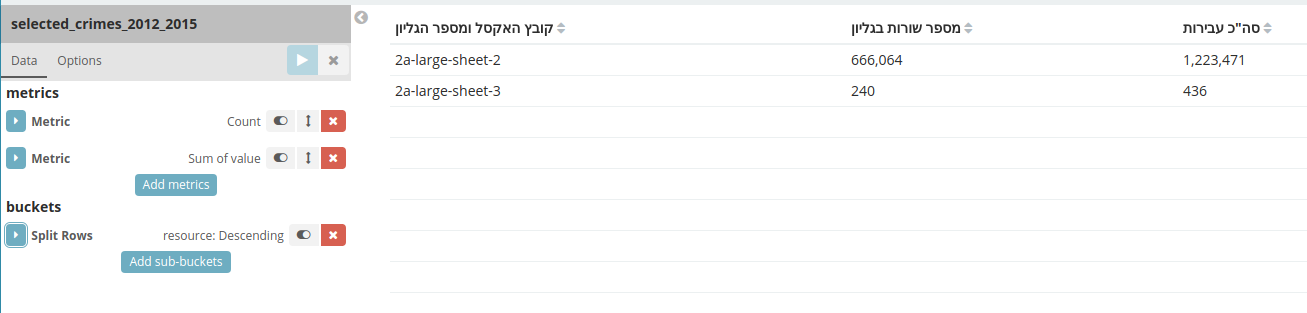 selected_crimes_2012_2015
Data Options
metrics
Metric Count
Metric Sum of value
Add metrics
buckets
Split Rows resource: Descending
Add sub-buckets
קובץ האקסל ומספר הגליון מספר שורות בגליון סה"כ עבירות
2a-large-sheet-2 666,064 1,223,471
2a-large-sheet-3 240 436